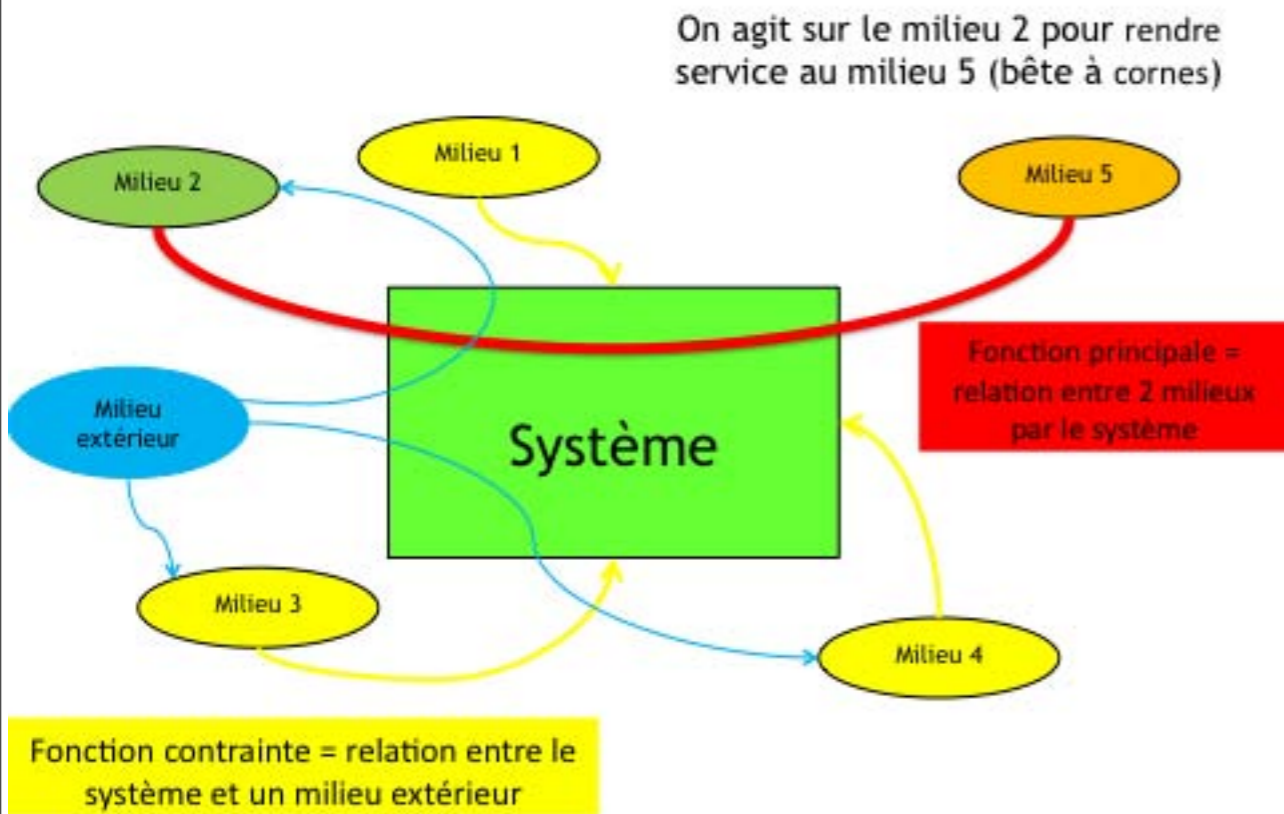 On agit sur le milieu 2 pour rendre
service au milieu 5 (bête à cornes)
Milieu 1
Milieu 2
Milieu 5
Fonction principale =
relation entre 2 milieux
par le système
Milieu
extérieur
Système
Milieu 3
Milieu 4
Fonction contrainte = relation entre le
système et un milieu extérieur